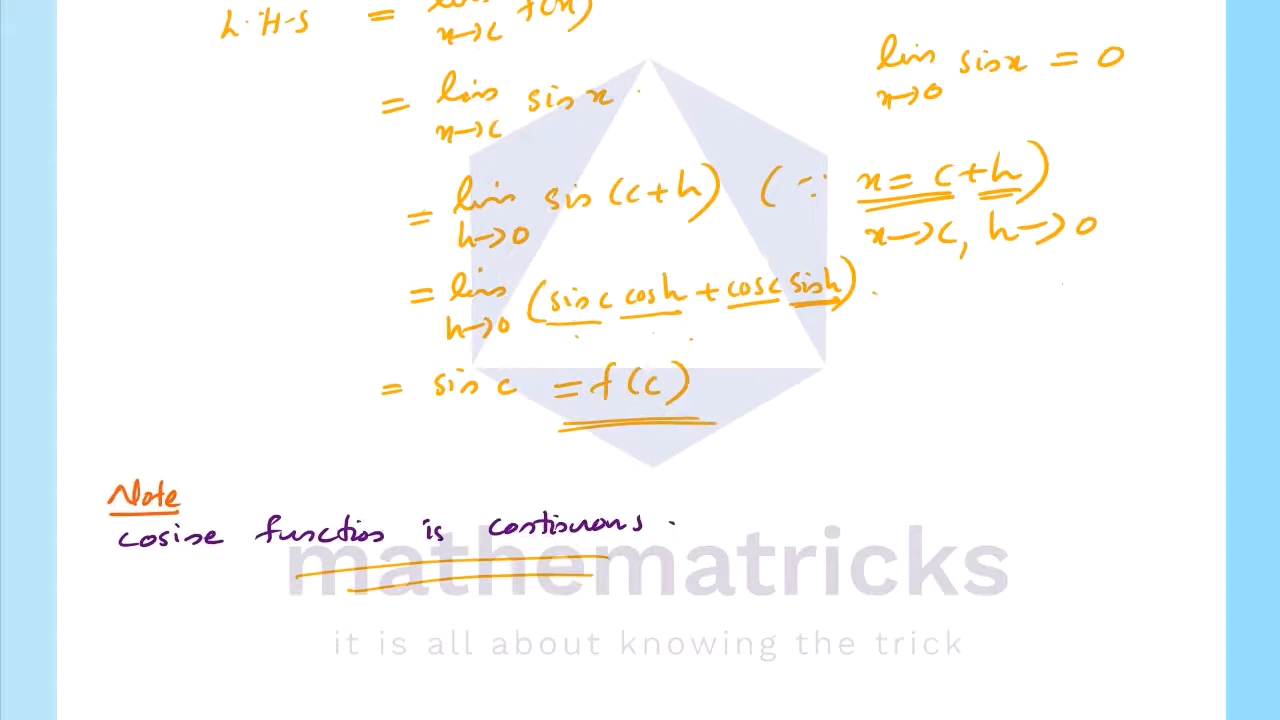 L.H.S = lim x→c f(x)
= lim x→c sin x.
lim x→0 sin x = 0
= lim h→0 sin (c+h) (∵ x = c+h)
x→c, h→0
= lim h→0 (sin c cos h + cos c sin h).
= sin c = f(c)
Note
cosine function is continuous.
mathematricks
it is all about knowing the trick